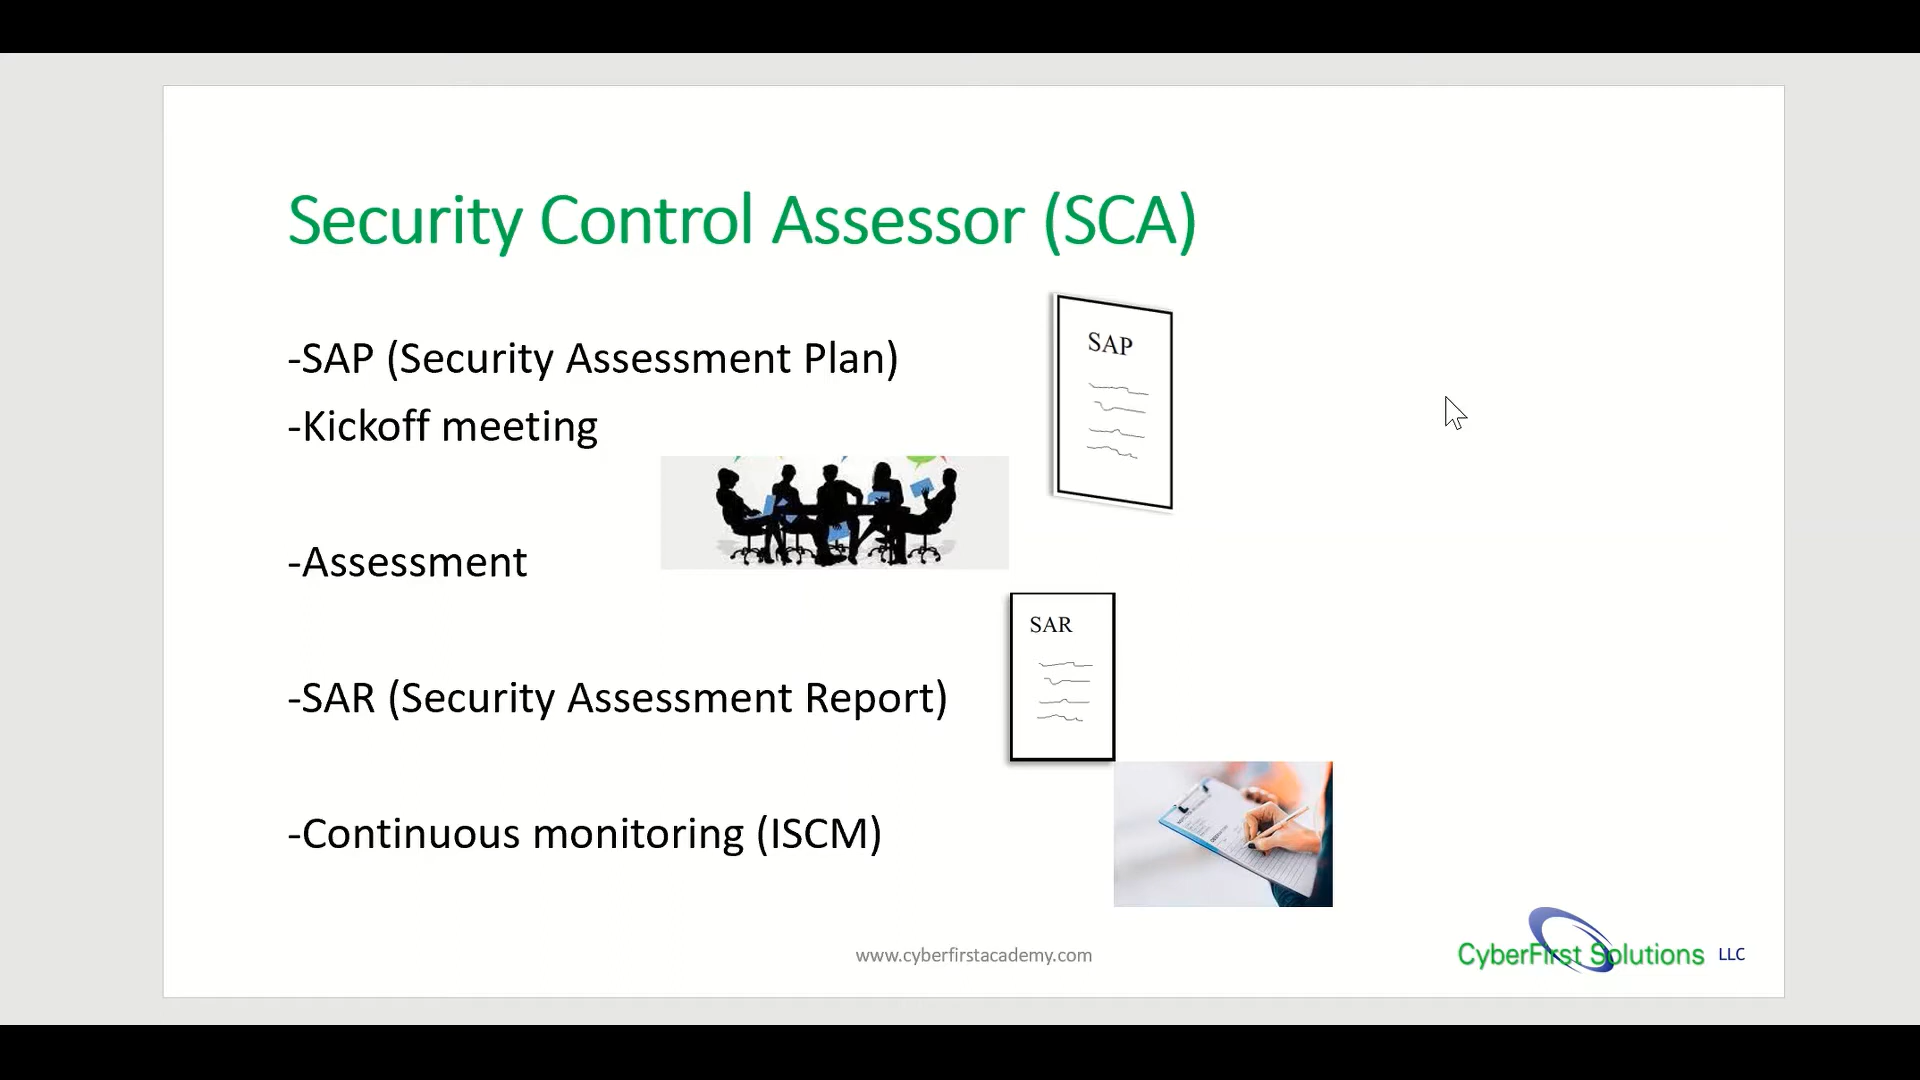 Security Control Assessor (SCA)
-SAP (Security Assessment Plan)
-Kickoff meeting
-Assessment
-SAR (Security Assessment Report)
-Continuous monitoring (ISCM)
SAP
SAR
www.cyberfirstacademy.com
CyberFirst Solutions LLC